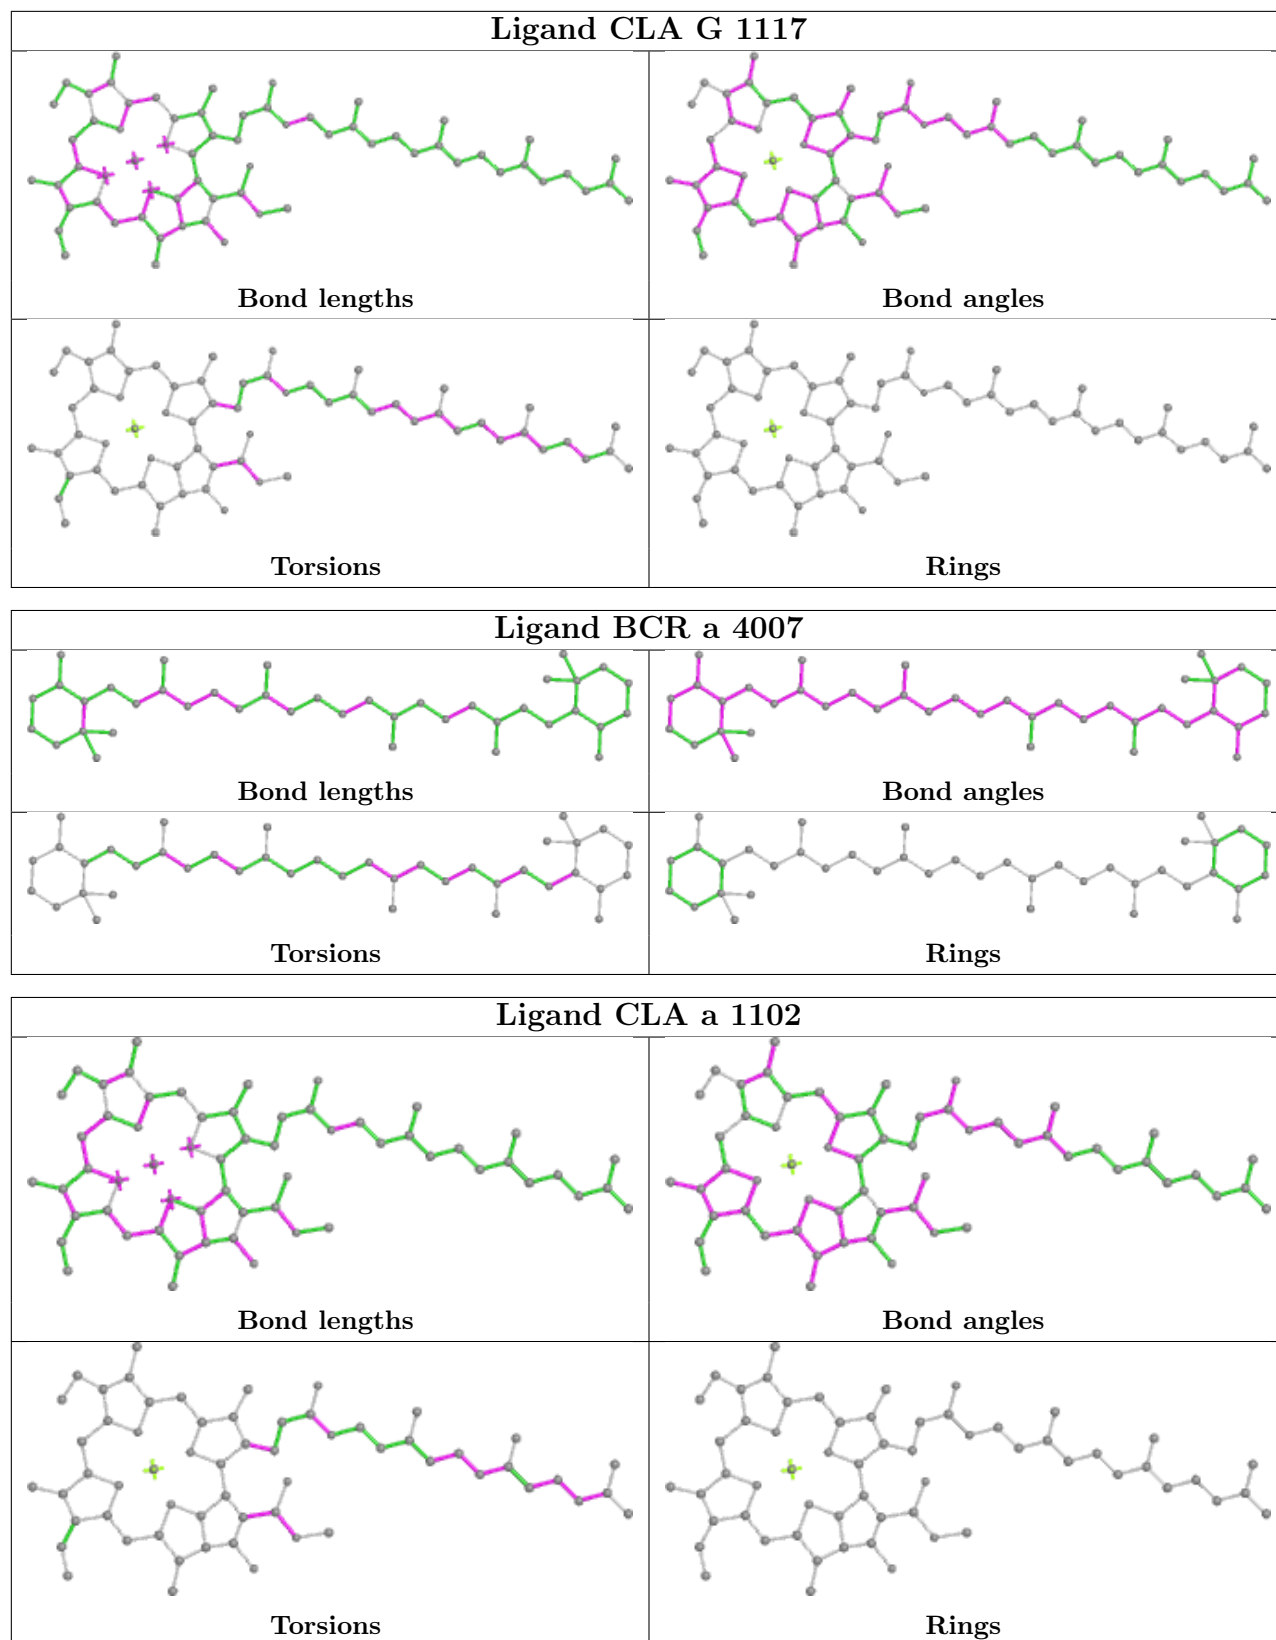 Ligand CLA G 1117
Bond lengths
Bond angles
Torsions
Rings
Ligand BCR a 4007
Bond lengths
Bond angles
Torsions
Rings
Ligand CLA a 1102
Bond lengths
Bond angles
Torsions
Rings